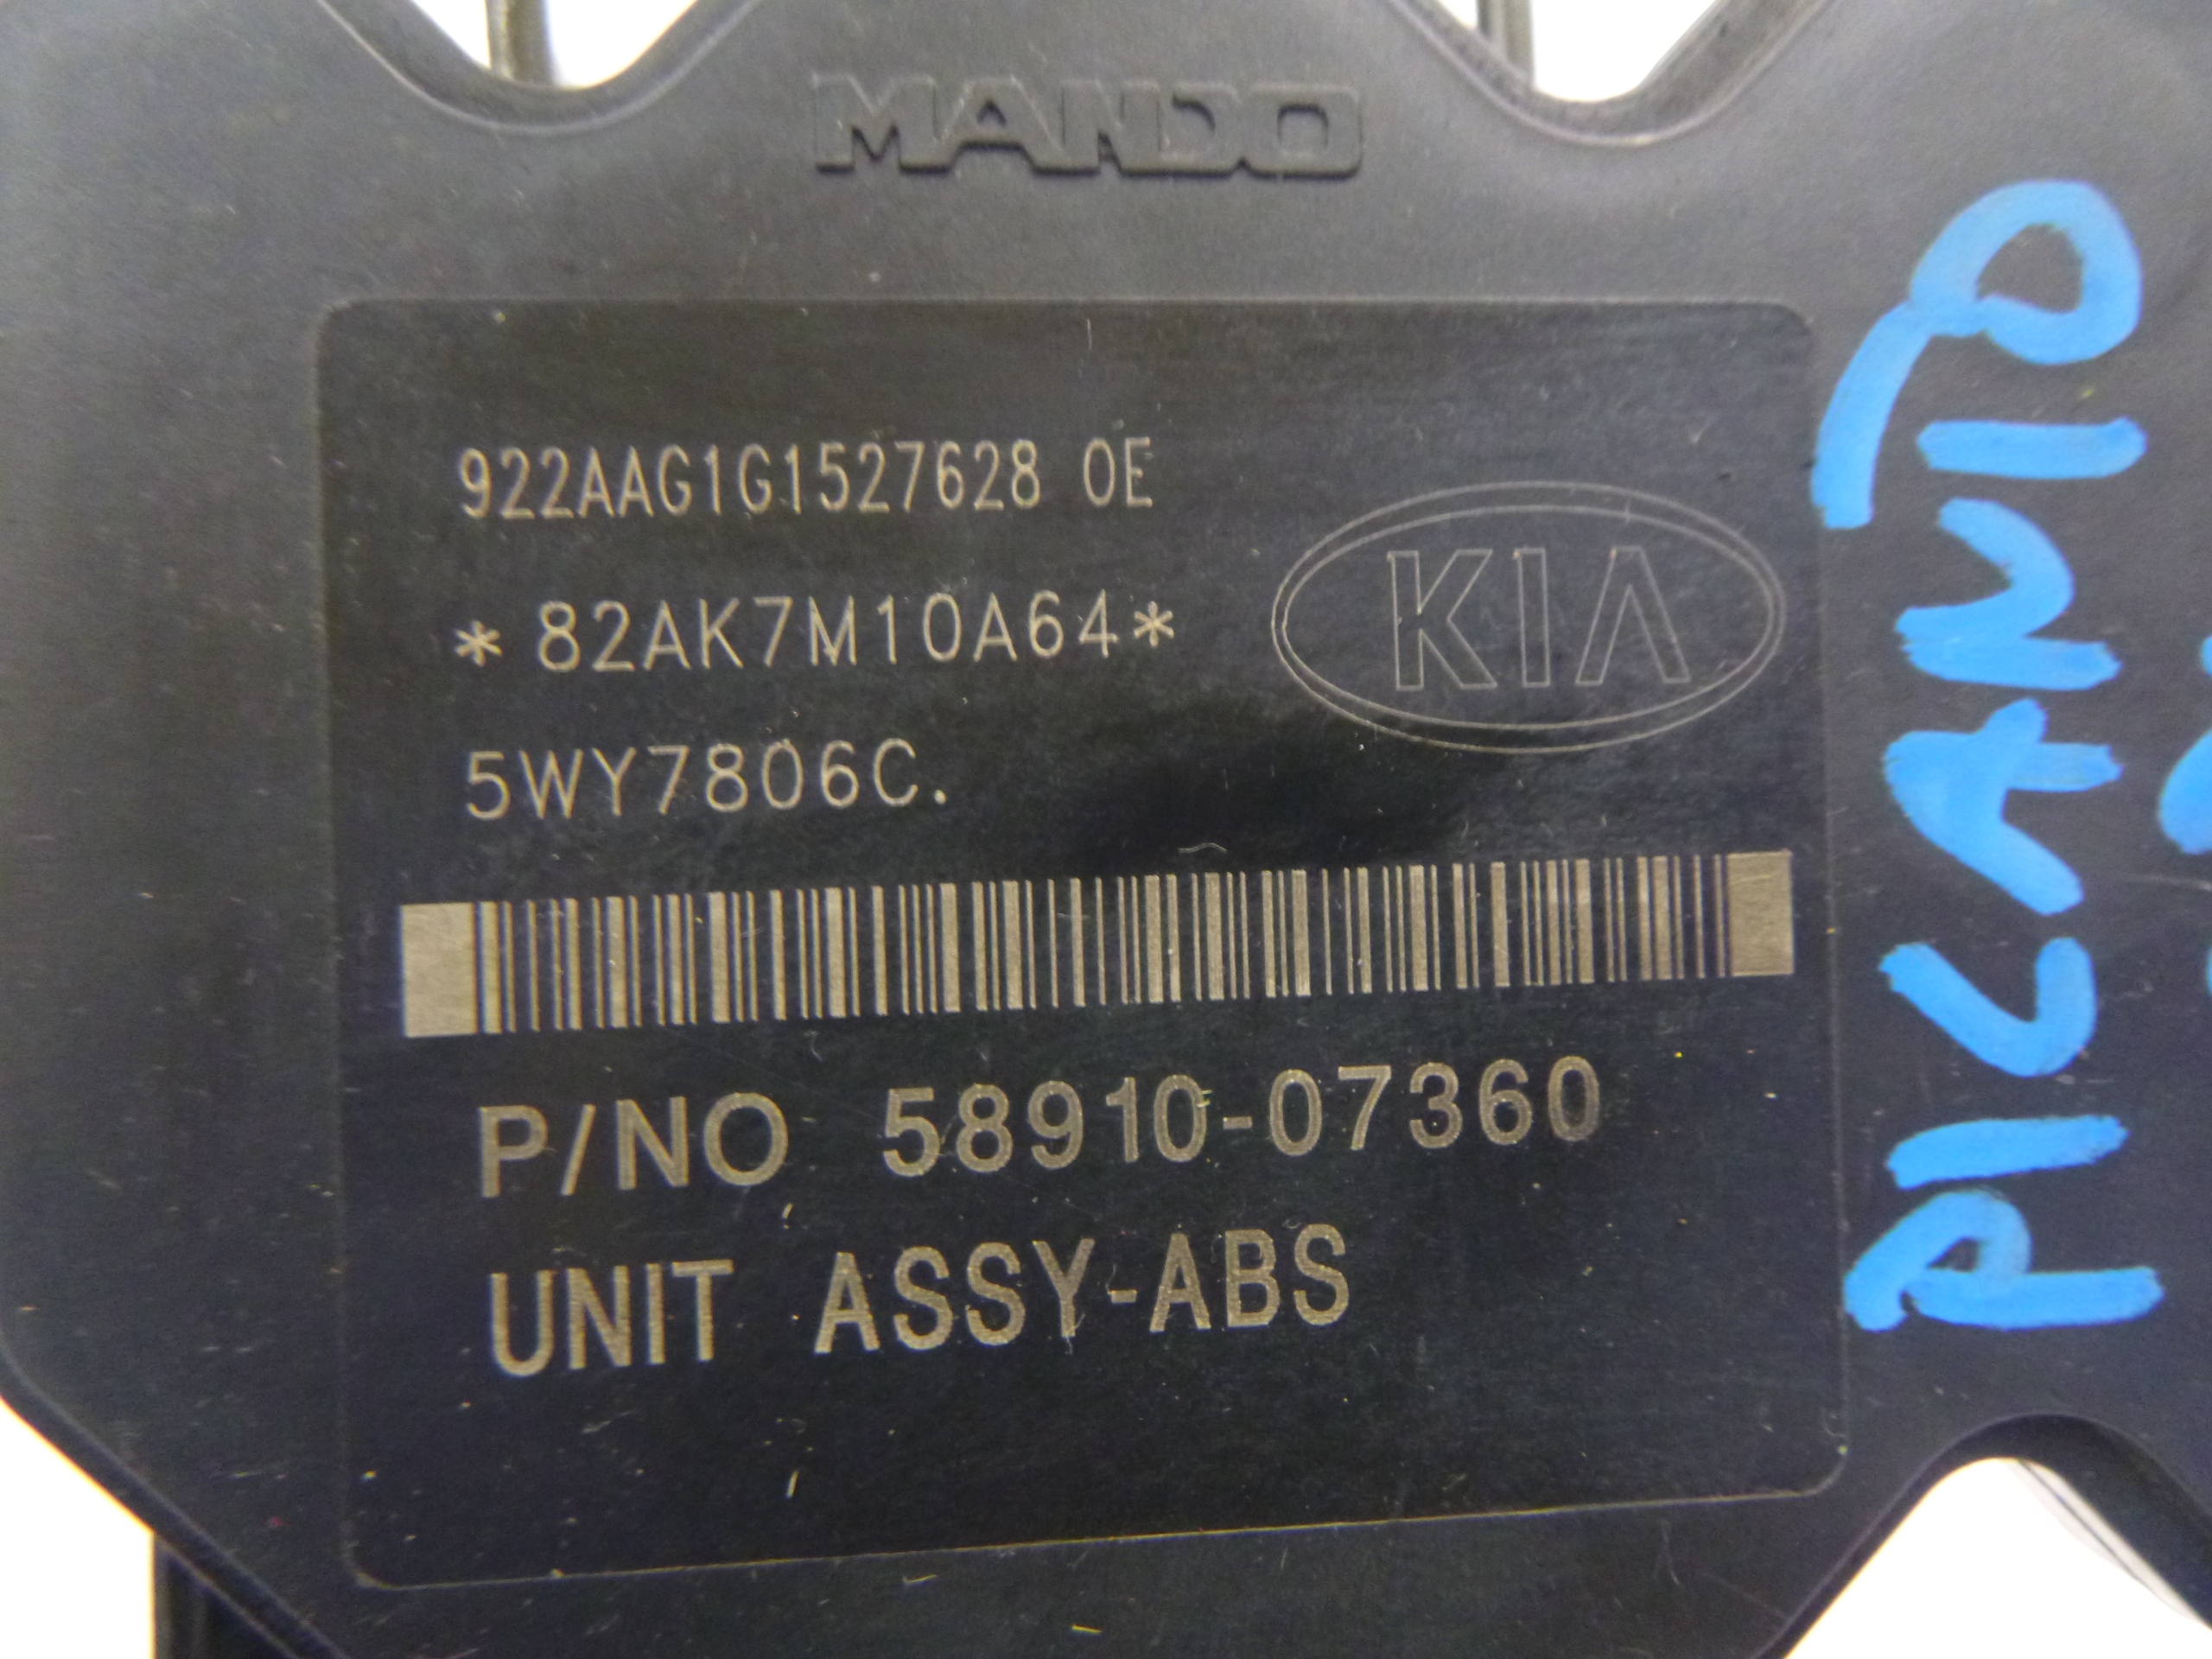 MANDO
922AAG1G1527628 0E
*82AK7M10A64*
5WY7806C.
KIA
P/NO 58910-07360
UNIT ASSY-ABS
PICANTO